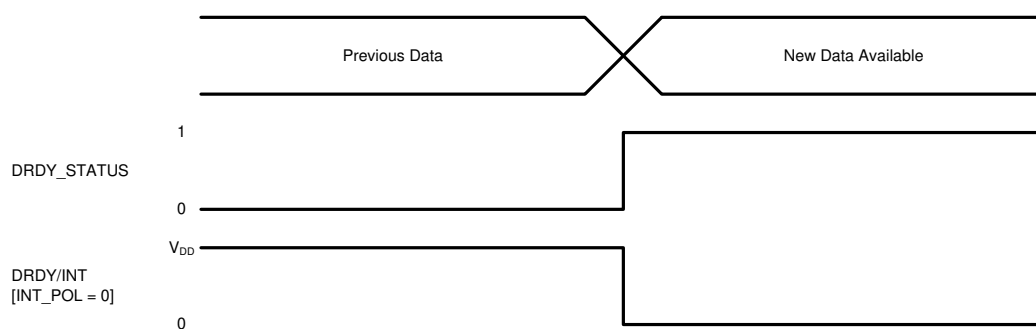 Previous Data
New Data Available
1
DRDY_STATUS
0
VDD
DRDY/INT
[INT_POL = 0]
0